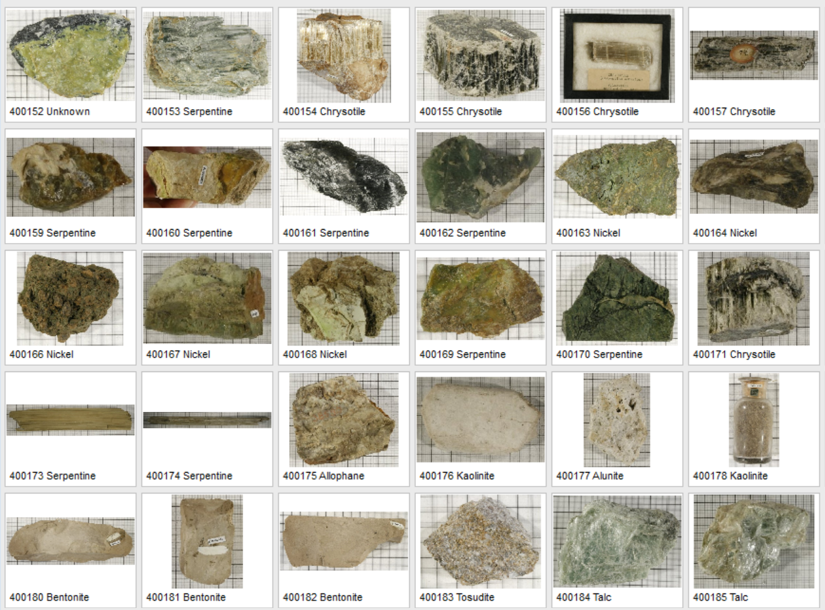 400152 Unknown
400153 Serpentine
400154 Chrysotile
400155 Chrysotile
400156 Chrysotile
400157 Chrysotile
400159 Serpentine
400160 Serpentine
400161 Serpentine
400162 Serpentine
400163 Nickel
400164 Nickel
400166 Nickel
400167 Nickel
400168 Nickel
400169 Serpentine
400170 Serpentine
400171 Chrysotile
400173 Serpentine
400174 Serpentine
400175 Allophane
400176 Kaolinite
400177 Alunite
400178 Kaolinite
400180 Bentonite
400181 Bentonite
400182 Bentonite
400183 Tosudite
400184 Talc
400185 Talc